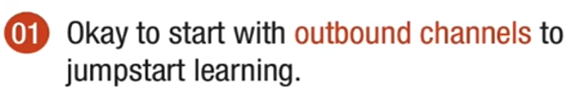 01 Okay to start with outbound channels to
jumpstart learning.